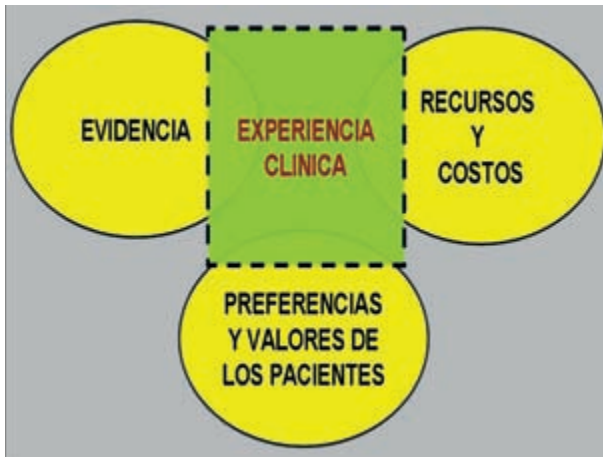 EVIDENCIA
EXPERIENCIA
CLINICA
RECURSOS
Y
COSTOS
PREFERENCIAS
Y VALORES DE
LOS PACIENTES